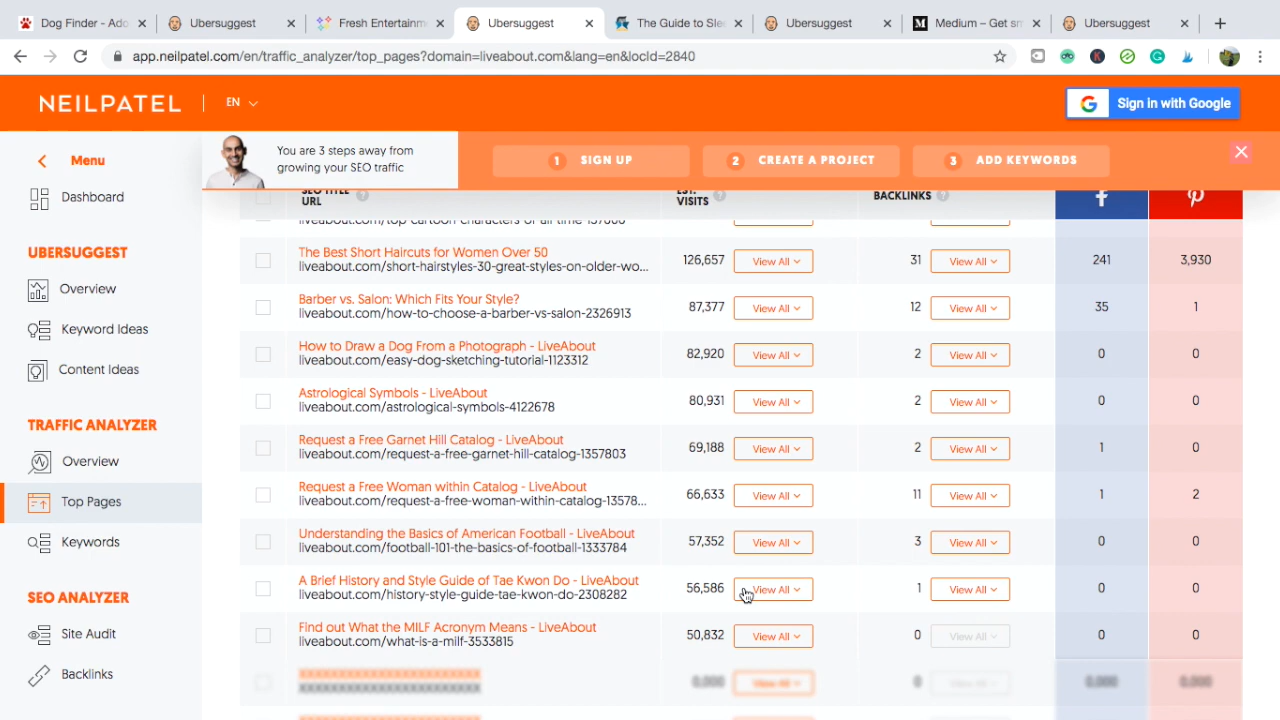 Dog Finder - Ado
Ubersuggest
Fresh Entertainm
Ubersuggest
The Guide to Sle
Ubersuggest
Medium – Get sm
Ubersuggest
app.neilpatel.com/en/traffic_analyzer/top_pages?domain=liveabout.com&lang=en&locId=2840
NEILPATEL
EN
Sign in with Google
Menu
You are 3 steps away from
growing your SEO traffic
1 SIGN UP
2 CREATE A PROJECT
3 ADD KEYWORDS
Dashboard
UBERSUGGEST
Overview
Keyword Ideas
Content Ideas
TRAFFIC ANALYZER
Overview
Top Pages
Keywords
SEO ANALYZER
Site Audit
Backlinks
SEO TITLE
URL
EST.
VISITS
BACKLINKS
liveabout.com/top-cartoon-characters-of-all-time-137600
The Best Short Haircuts for Women Over 50
liveabout.com/short-hairstyles-30-great-styles-on-older-wo...
126,657 View All 31 View All 241 3,930
Barber vs. Salon: Which Fits Your Style?
liveabout.com/how-to-choose-a-barber-vs-salon-2326913
87,377 View All 12 View All 35 1
How to Draw a Dog From a Photograph - LiveAbout
liveabout.com/easy-dog-sketching-tutorial-1123312
82,920 View All 2 View All 0 0
Astrological Symbols - LiveAbout
liveabout.com/astrological-symbols-4122678
80,931 View All 2 View All 0 0
Request a Free Garnet Hill Catalog - LiveAbout
liveabout.com/request-a-free-garnet-hill-catalog-1357803
69,188 View All 2 View All 1 0
Request a Free Woman within Catalog - LiveAbout
liveabout.com/request-a-free-woman-within-catalog-13578...
66,633 View All 11 View All 1 2
Understanding the Basics of American Football - LiveAbout
liveabout.com/football-101-the-basics-of-football-1333784
57,352 View All 3 View All 0 0
A Brief History and Style Guide of Tae Kwon Do - LiveAbout
liveabout.com/history-style-guide-tae-kwon-do-2308282
56,586 View All 1 View All 0 0
Find out What the MILF Acronym Means - LiveAbout
liveabout.com/what-is-a-milf-3533815
50,832 View All 0 View All 0 0